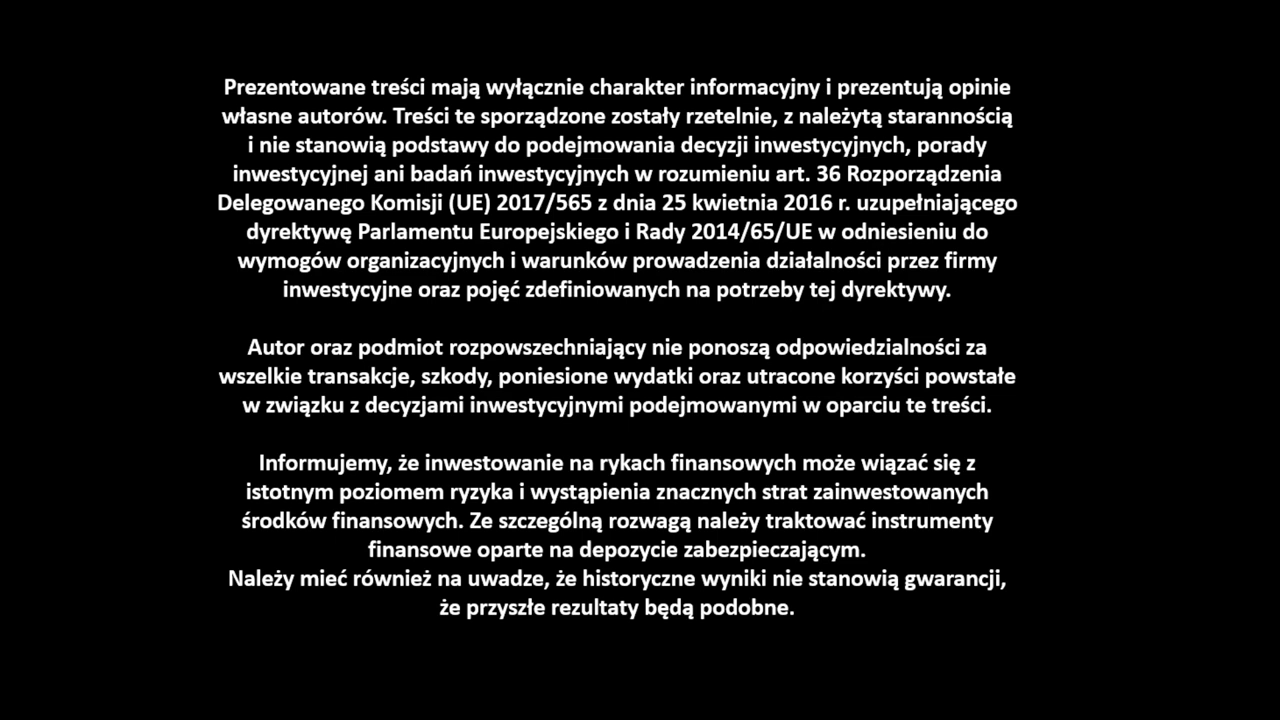 Prezentowane treści mają wyłącznie charakter informacyjny i prezentują opinie
własne autorów. Treści te sporządzone zostały rzetelnie, z należytą starannością
i nie stanowią podstawy do podejmowania decyzji inwestycyjnych, porady
inwestycyjnej ani badań inwestycyjnych w rozumieniu art. 36 Rozporządzenia
Delegowanego Komisji (UE) 2017/565 z dnia 25 kwietnia 2016 r. uzupełniającego
dyrektywę Parlamentu Europejskiego i Rady 2014/65/UE w odniesieniu do
wymogów organizacyjnych i warunków prowadzenia działalności przez firmy
inwestycyjne oraz pojęć zdefiniowanych na potrzeby tej dyrektywy.
Autor oraz podmiot rozpowszechniający nie ponoszą odpowiedzialności za
wszelkie transakcje, szkody, poniesione wydatki oraz utracone korzyści powstałe
w związku z decyzjami inwestycyjnymi podejmowanymi w oparciu te treści.
Informujemy, że inwestowanie na rykach finansowych może wiązać się z
istotnym poziomem ryzyka i wystąpienia znacznych strat zainwestowanych
środków finansowych. Ze szczególną rozwagą należy traktować instrumenty
finansowe oparte na depozycie zabezpieczającym.
Należy mieć również na uwadze, że historyczne wyniki nie stanowią gwarancji,
że przyszłe rezultaty będą podobne.